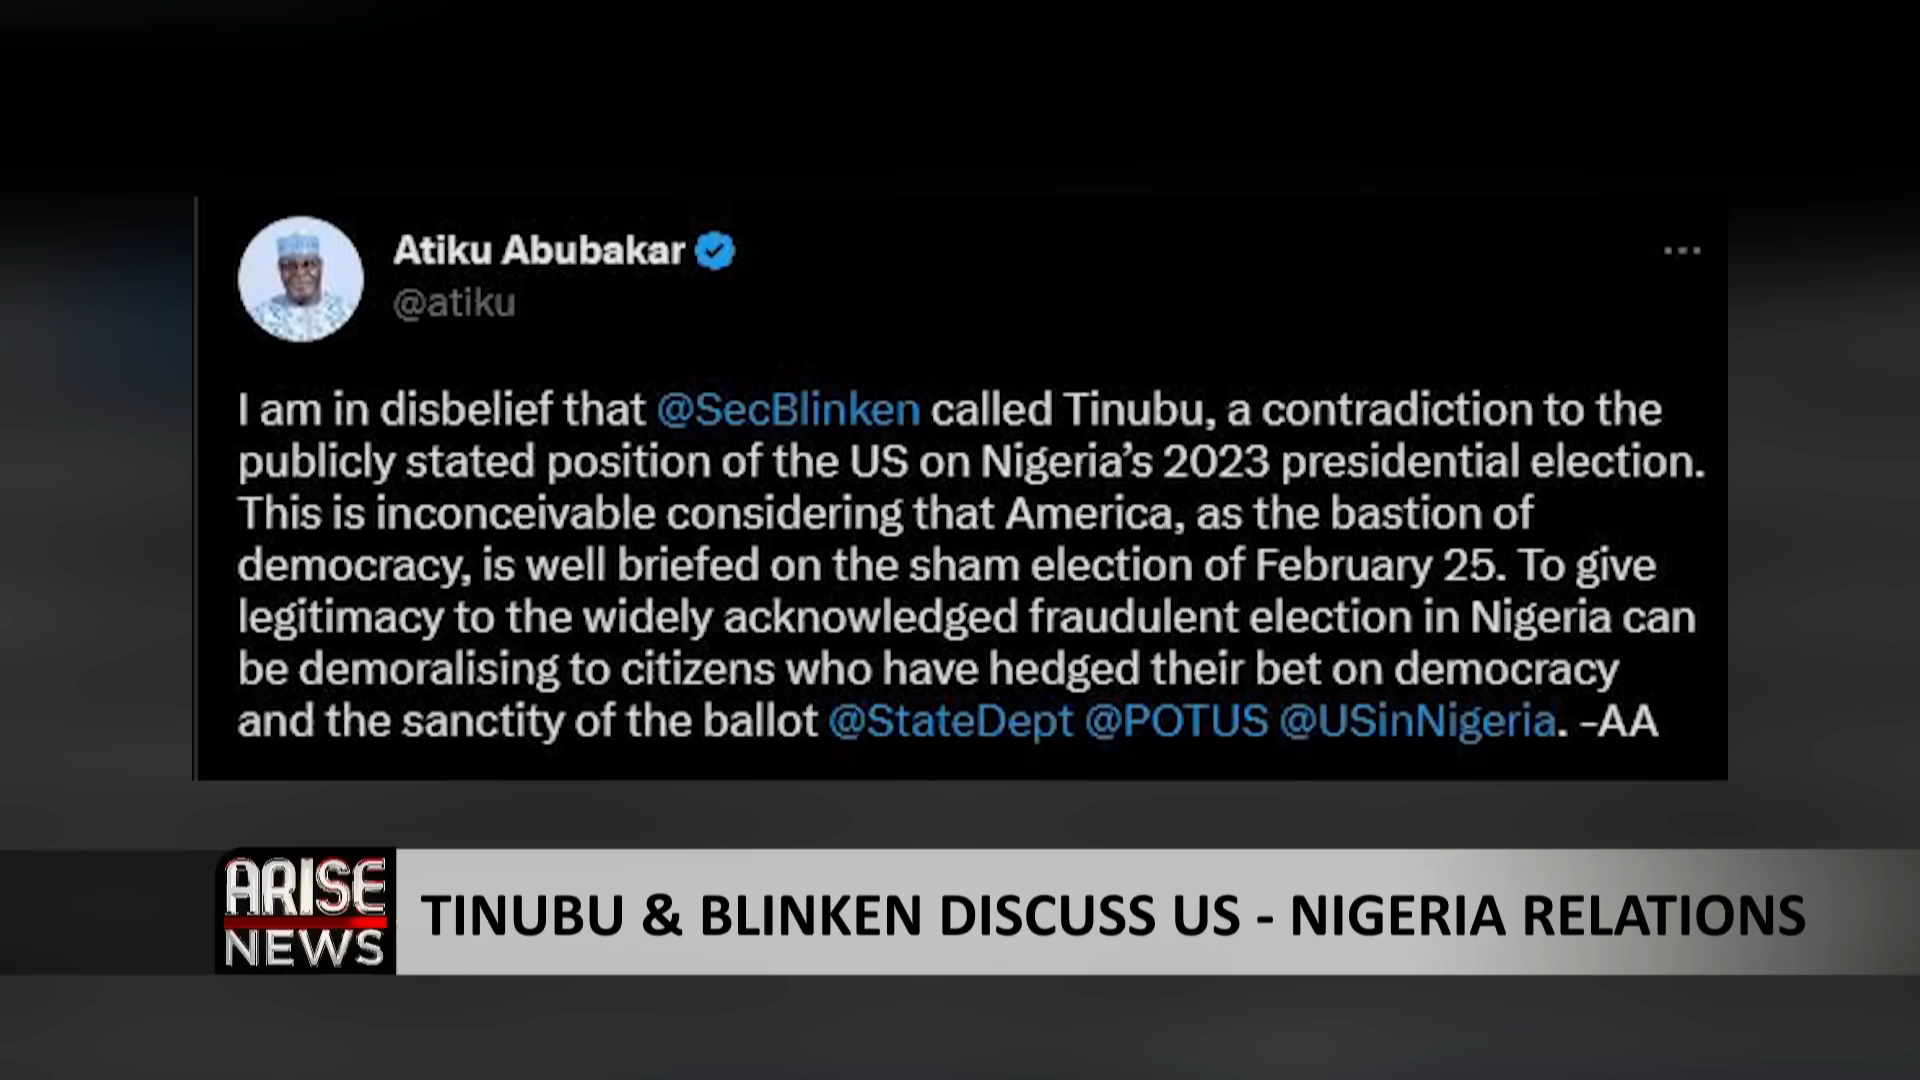 Atiku Abubakar
@atiku
I am in disbelief that @SecBlinken called Tinubu, a contradiction to the
publicly stated position of the US on Nigeria’s 2023 presidential election.
This is inconceivable considering that America, as the bastion of
democracy, is well briefed on the sham election of February 25. To give
legitimacy to the widely acknowledged fraudulent election in Nigeria can
be demoralising to citizens who have hedged their bet on democracy
and the sanctity of the ballot @StateDept @POTUS @USinNigeria. –AA
ARISE
NEWS
TINUBU & BLINKEN DISCUSS US - NIGERIA RELATIONS